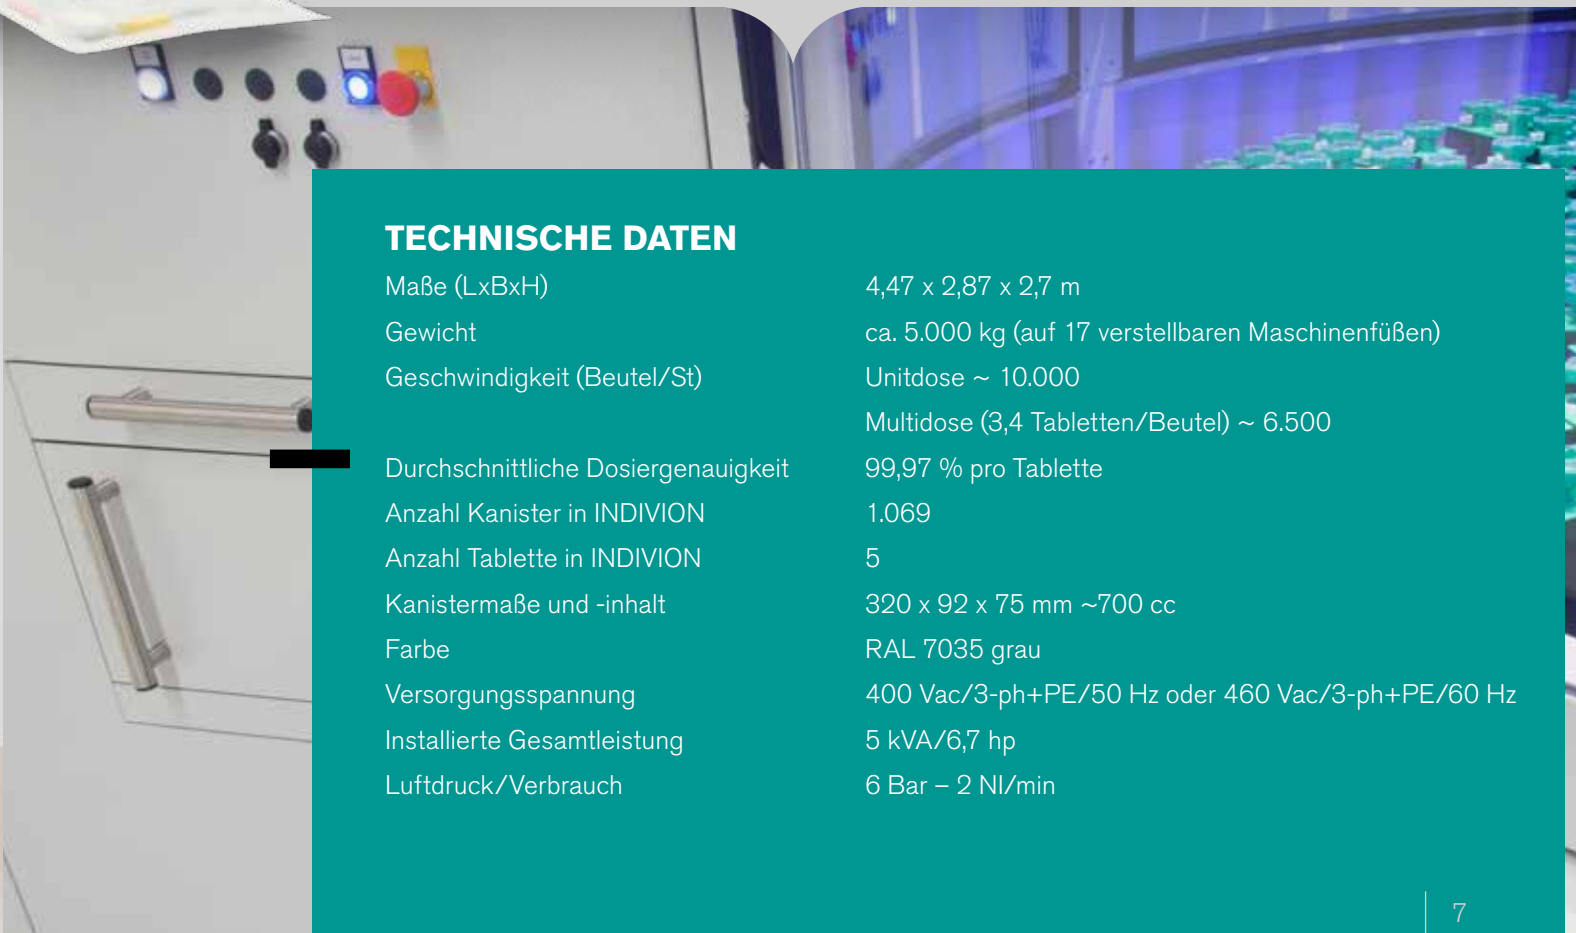 TECHNISCHE DATEN
Maße (LxBxH) 4,47 x 2,87 x 2,7 m
Gewicht ca. 5.000 kg (auf 17 verstellbaren Maschinenfüßen)
Geschwindigkeit (Beutel/St) Unitdose ~ 10.000
Multidose (3,4 Tabletten/Beutel) ~ 6.500
Durchschnittliche Dosiergenauigkeit 99,97 % pro Tablette
Anzahl Kanister in INDIVION 1.069
Anzahl Tablette in INDIVION 5
Kanistermaße und -inhalt 320 x 92 x 75 mm ~700 cc
Farbe RAL 7035 grau
Versorgungsspannung 400 Vac/3-ph+PE/50 Hz oder 460 Vac/3-ph+PE/60 Hz
Installierte Gesamtleistung 5 kVA/6,7 hp
Luftdruck/Verbrauch 6 Bar – 2 Nl/min
7